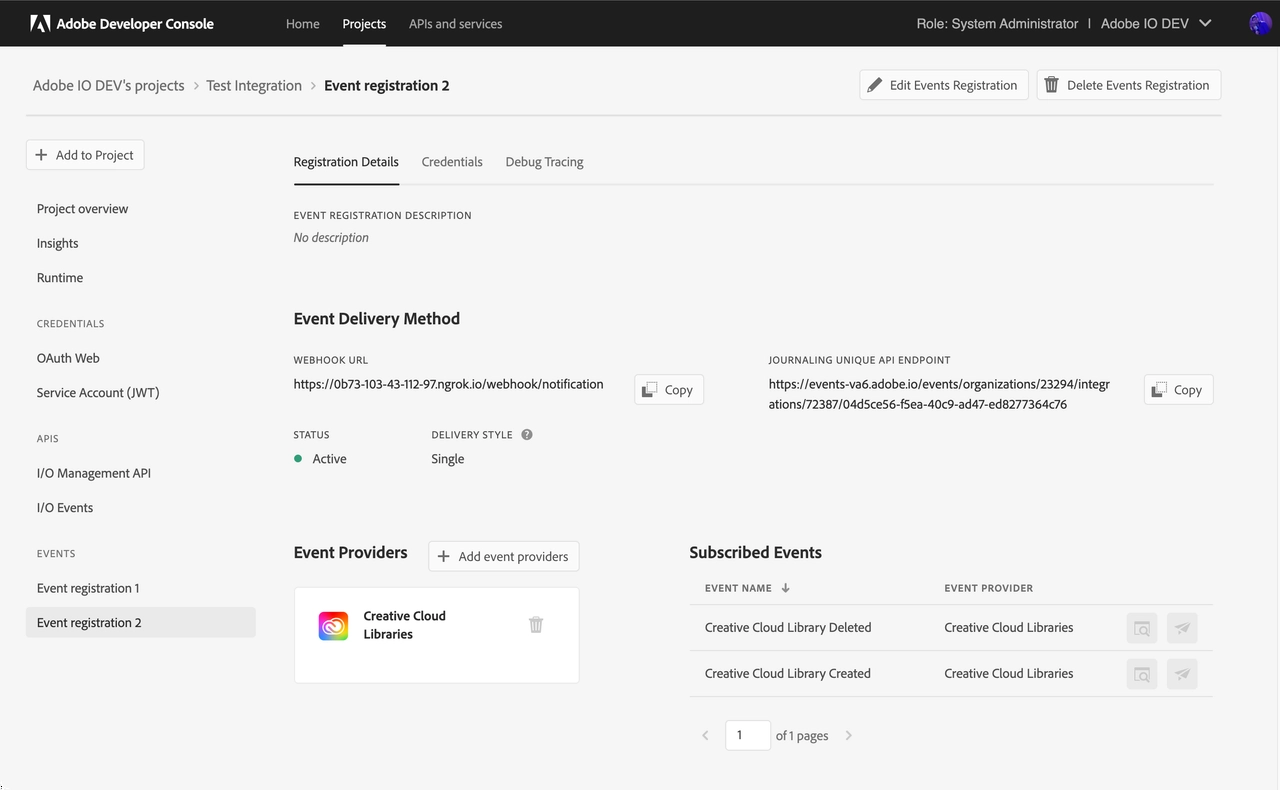 Adobe Developer Console
Home
Projects
APIs and services
Role: System Administrator | Adobe IO DEV
Adobe IO DEV's projects > Test Integration > Event registration 2
Edit Events Registration
Delete Events Registration
Add to Project
Project overview
Insights
Runtime
CREDENTIALS
OAuth Web
Service Account (JWT)
APIS
I/O Management API
I/O Events
EVENTS
Event registration 1
Event registration 2
Registration Details
Credentials
Debug Tracing
EVENT REGISTRATION DESCRIPTION
No description
Event Delivery Method
WEBHOOK URL
https://0b73-103-43-112-97.ngrok.io/webhook/notification
Copy
JOURNALING UNIQUE API ENDPOINT
https://events-va6.adobe.io/events/organizations/23294/integr
ations/72387/04d5ce56-f5ea-40c9-ad47-ed8277364c76
Copy
STATUS
Active
DELIVERY STYLE ?
Single
Event Providers
Add event providers
Creative Cloud
Libraries
Subscribed Events
EVENT NAME
EVENT PROVIDER
Creative Cloud Library Deleted
Creative Cloud Libraries
Creative Cloud Library Created
Creative Cloud Libraries
1 of 1 pages